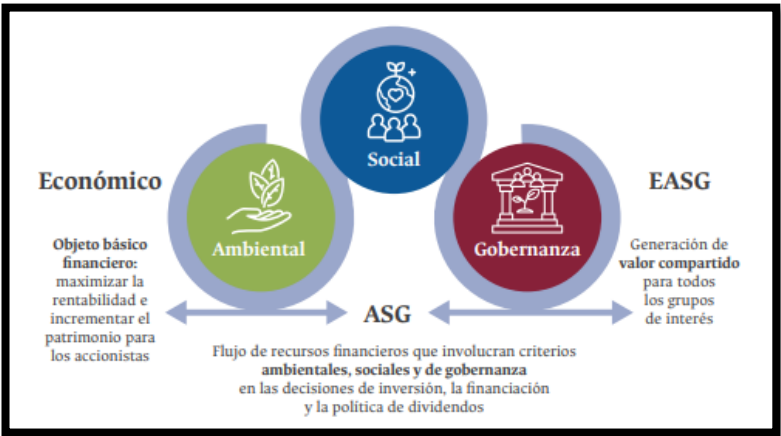 Social
Económico
Ambiental
Gobernanza
EASG
Objeto básico
financiero:
maximizar la
rentabilidad e
incrementar el
patrimonio para
los accionistas
ASG
Flujo de recursos financieros que involucran criterios
ambientales, sociales y de gobernanza
en las decisiones de inversión, la financiación
y la política de dividendos
Generación de
valor compartido
para todos
los grupos
de interés